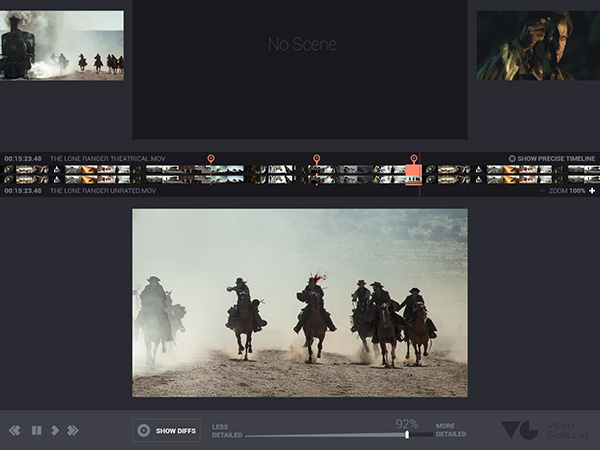 No Scene
00:15:23.48 THE LONE RANGER THEATRICAL.MOV
SHOW PRECISE TIMELINE
00:15:23.48 THE LONE RANGER UNRATED.MOV
ZOOM 100%
SHOW DIFFS
LESS
DETAILED
92%
MORE
DETAILED
VIDEO
GORILLAS